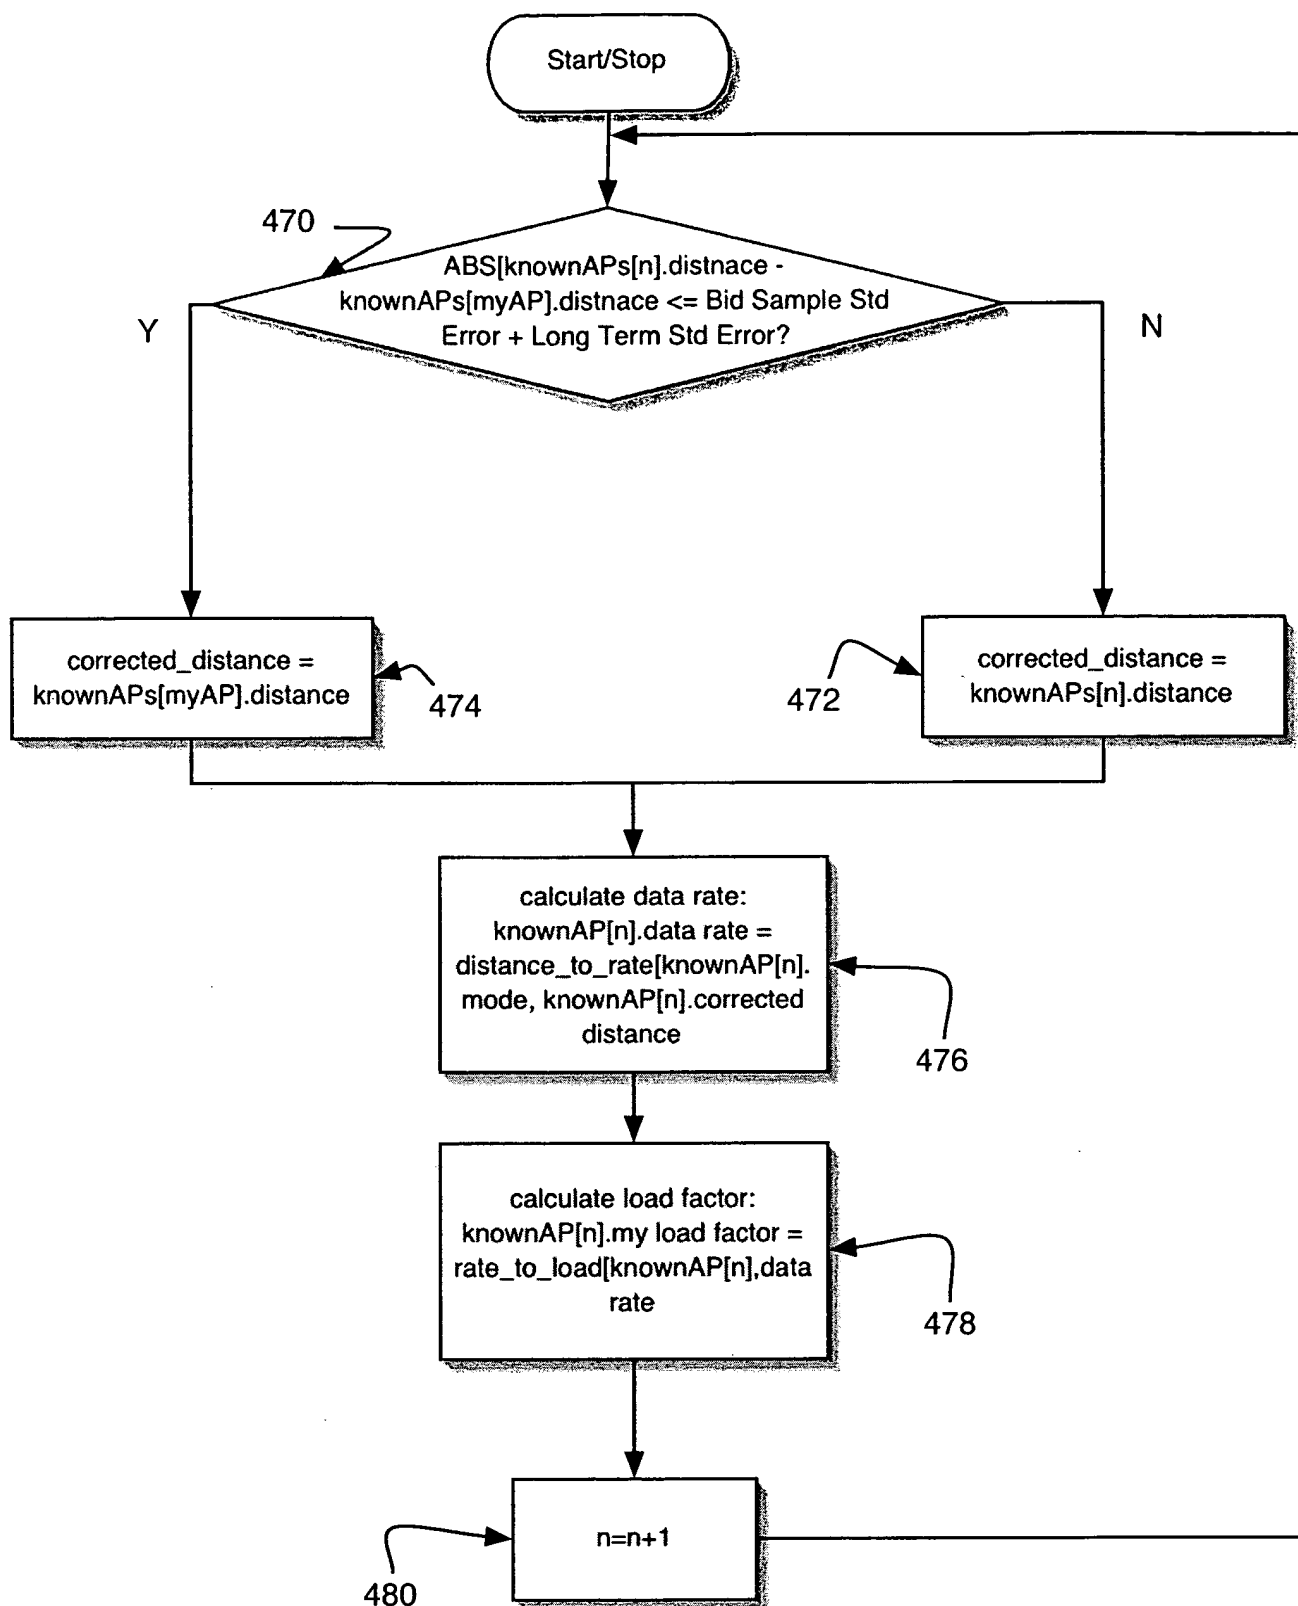 Start/Stop
470
ABS[knownAPs[n].distnace -
knownAPs[myAP].distnace <= Bid Sample Std
Error + Long Term Std Error?
Y
N
corrected_distance =
knownAPs[myAP].distance
474
472
corrected_distance =
knownAPs[n].distance
calculate data rate:
knownAP[n].data rate =
distance_to_rate[knownAP[n].
mode, knownAP[n].corrected
distance
476
calculate load factor:
knownAP[n].my load factor =
rate_to_load[knownAP[n],data
rate
478
n=n+1
480